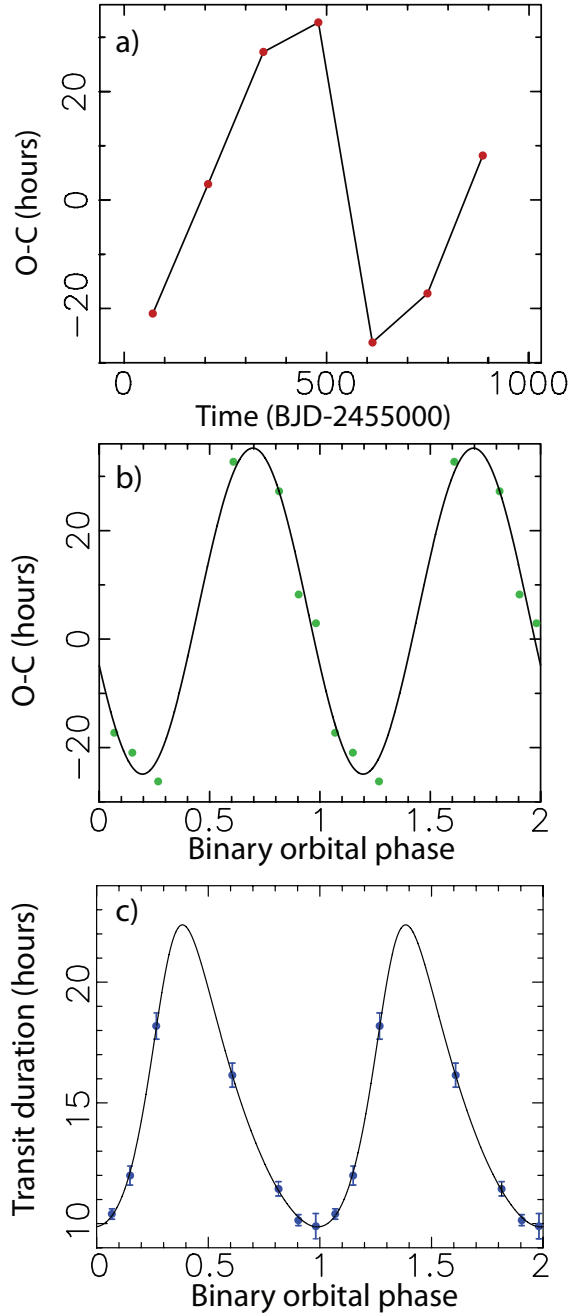 a)
20
0
−20
O-C (hours)
0 500 1000
Time (BJD-2455000)
b)
20
0
−20
O-C (hours)
0 0.5 1 1.5 2
Binary orbital phase
c)
20
15
10
Transit duration (hours)
0 0.5 1 1.5 2
Binary orbital phase